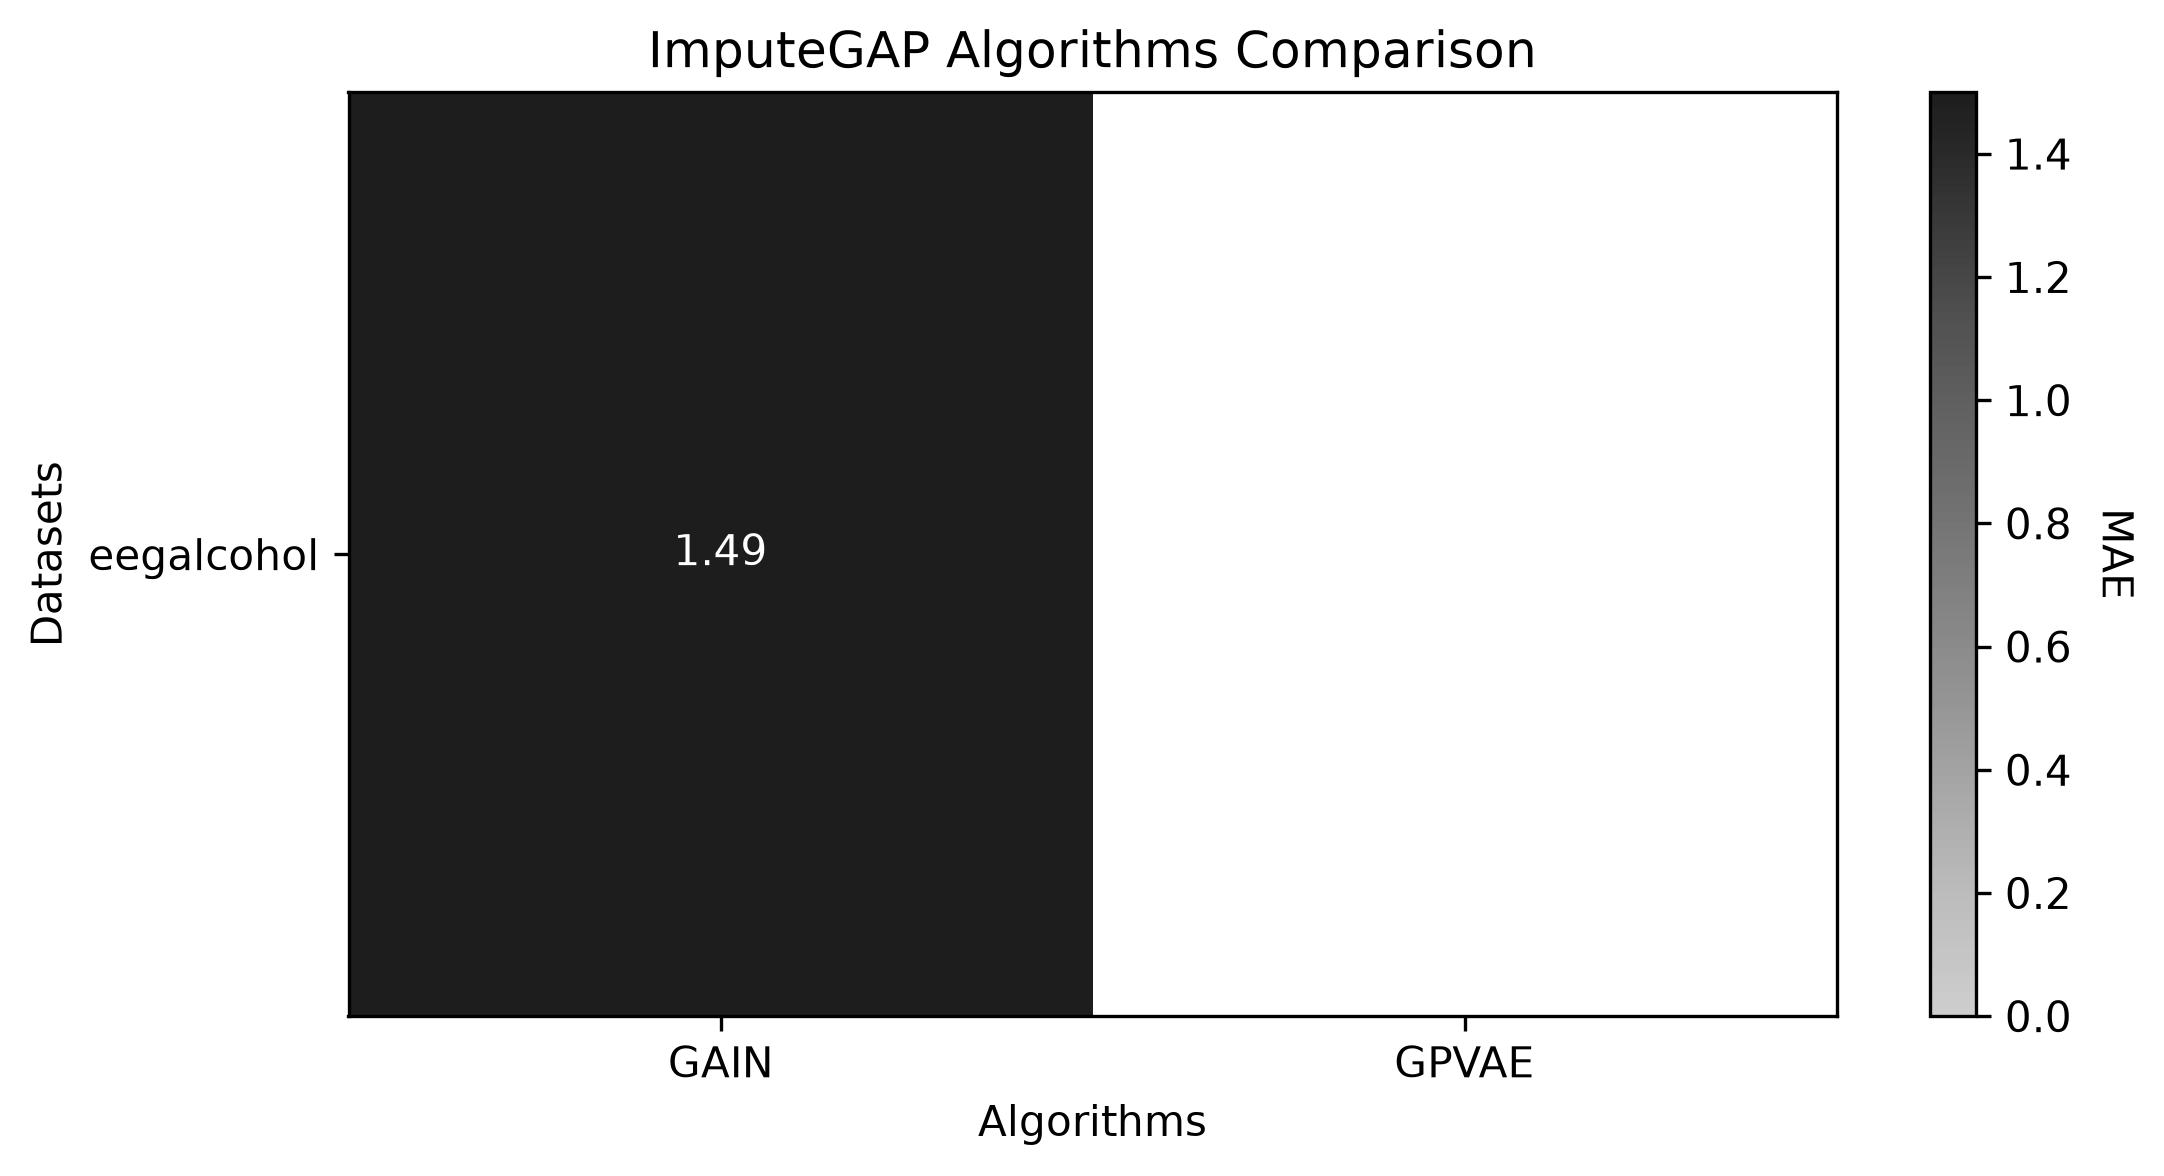 ImputeGAP Algorithms Comparison
Datasets
eegalcohol
1.49
GAIN
GPVAE
Algorithms
1.4
1.2
1.0
0.8
0.6
0.4
0.2
0.0
MAE